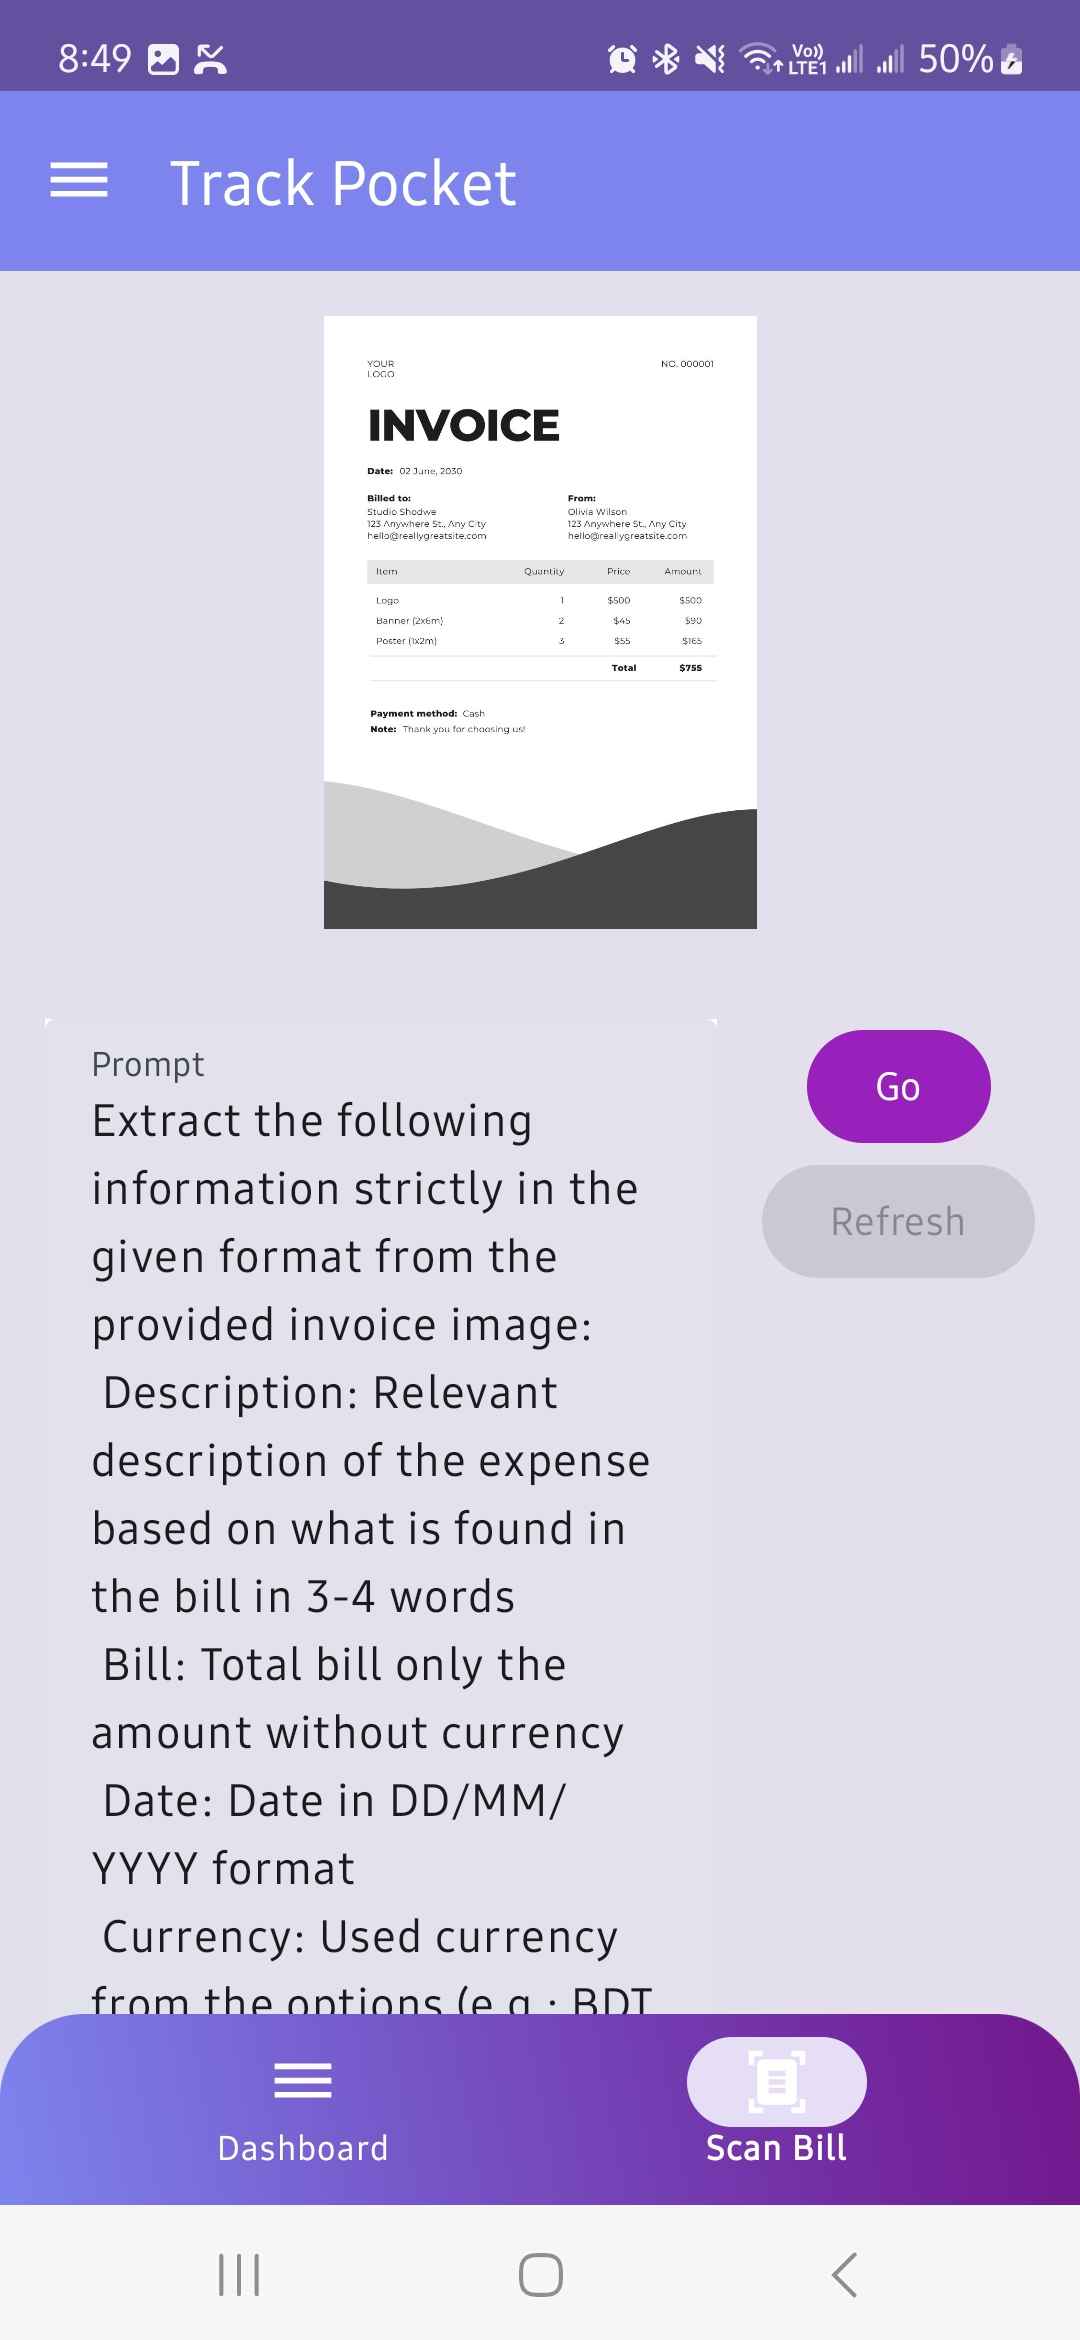 8:49 Vo)) LTE1 50%
Track Pocket
YOUR NO. 000001
LOGO
INVOICE
Date: 02 June, 2030
Billed to: From:
Studio Shodwe Olivia Wilson
123 Anywhere St., Any City 123 Anywhere St., Any City
hello@reallygreatsite.com hello@reallygreatsite.com
Item Quantity Price Amount
Logo 1 $500 $500
Banner (2x6m) 2 $45 $90
Poster (1x2m) 3 $55 $165
Total $755
Payment method: Cash
Note: Thank you for choosing us!
Prompt
Go
Extract the following
information strictly in the
Refresh
given format from the
provided invoice image:
Description: Relevant
description of the expense
based on what is found in
the bill in 3-4 words
Bill: Total bill only the
amount without currency
Date: Date in DD/MM/
YYYY format
Currency: Used currency
from the options (e.g.: BDT
Dashboard Scan Bill